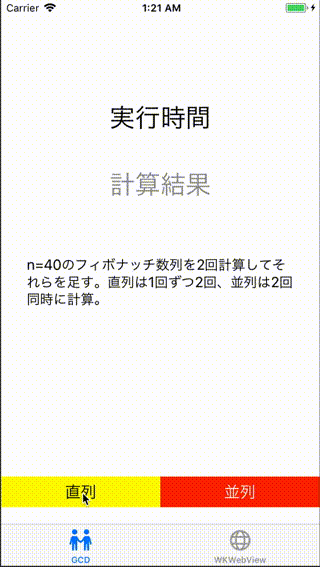 Carrier 1:21 AM
実行時間
計算結果
n=40のフィボナッチ数列を2回計算してそ
れらを足す。直列は1回ずつ2回、並列は2回
同時に計算。
直列 並列
GCD WKWebView